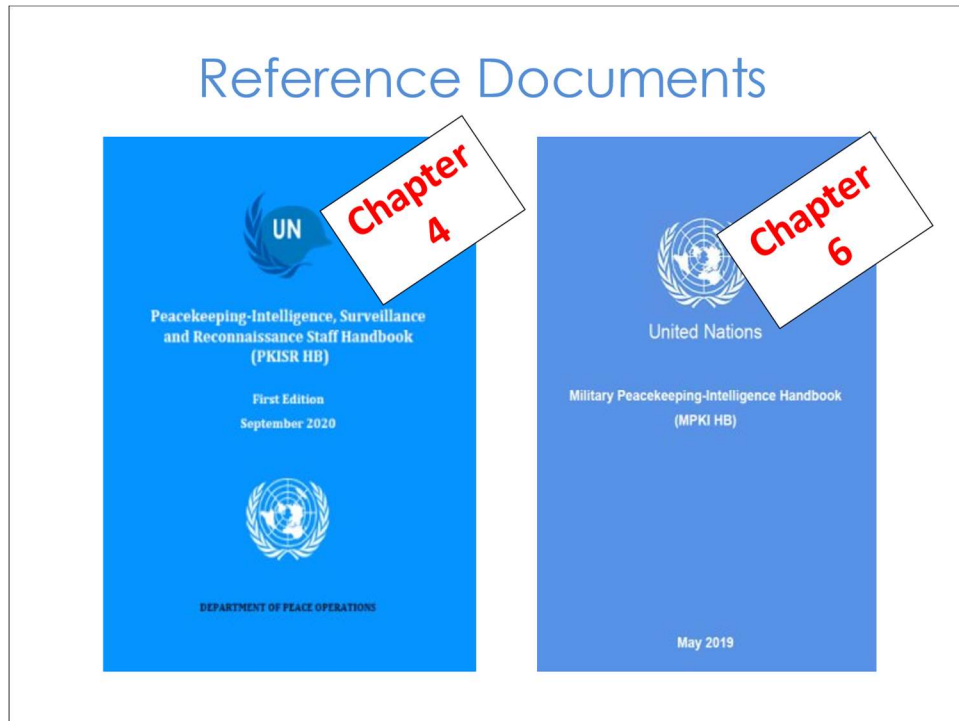 Reference Documents
Chapter
4
UN
Peacekeeping-Intelligence, Surveillance
and Reconnaissance Staff Handbook
(PKISR HB)
First Edition
September 2020
DEPARTMENT OF PEACE OPERATIONS
Chapter
6
United Nations
Military Peacekeeping-Intelligence Handbook
(MPKI HB)
May 2019